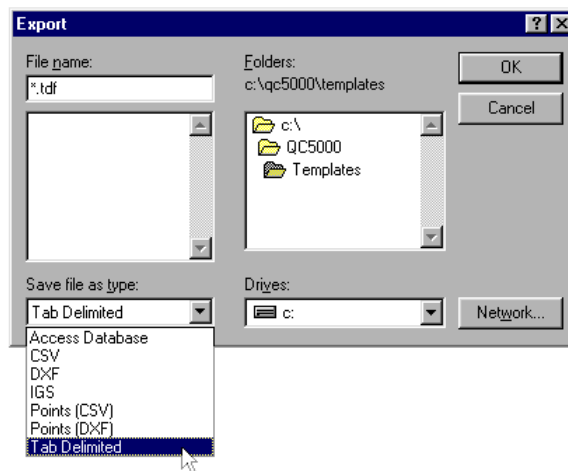 Export
File name:
*.tdf
Folders:
c:\qc5000\templates
c:\
QC5000
Templates
OK
Cancel
Save file as type:
Tab Delimited
Access Database
CSV
DXF
IGS
Points (CSV)
Points (DXF)
Tab Delimited
Drives:
c:
Network...